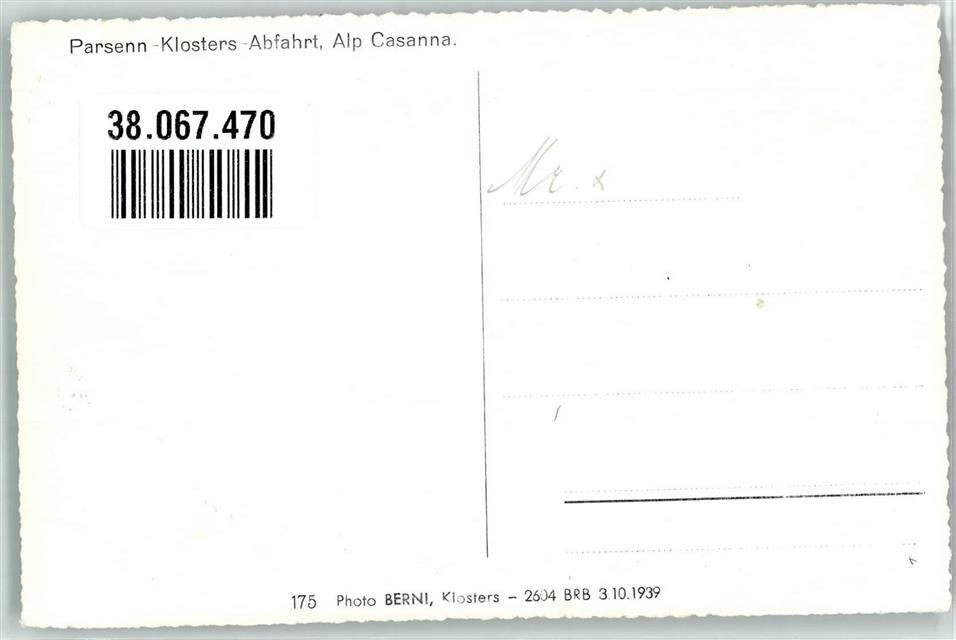 Parsenn-Klosters-Abfahrt, Alp Casanna.
38.067.470
Mr. &
175 Photo BERNI, Klosters – 2604 BRB 3.10.1939